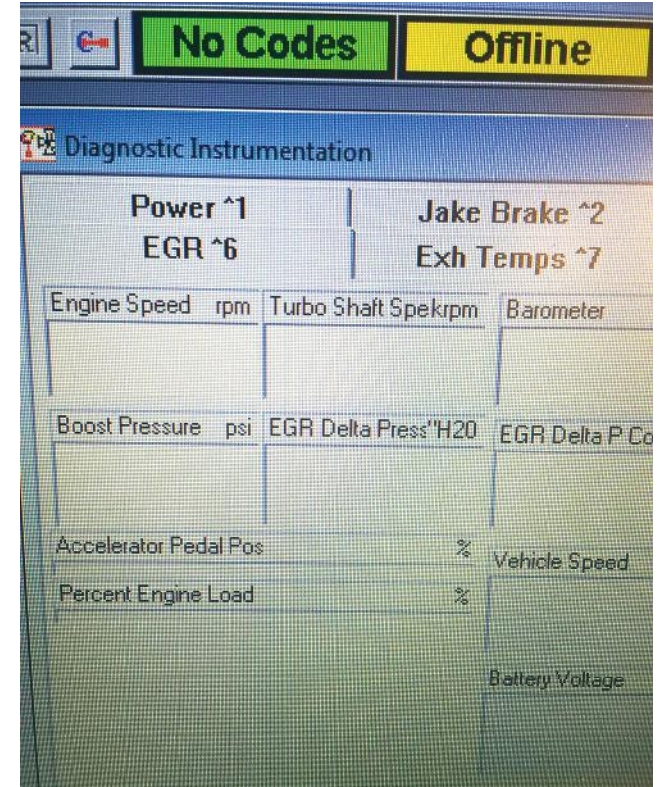 No Codes Offline
Diagnostic Instrumentation
Power ^1 Jake Brake ^2
EGR ^6 Exh Temps ^7
Engine Speed rpm Turbo Shaft Spekrpm Barometer
Boost Pressure psi EGR Delta Press"H20 EGR Delta P Co
Accelerator Pedal Pos % Vehicle Speed
Percent Engine Load %
Battery Voltage